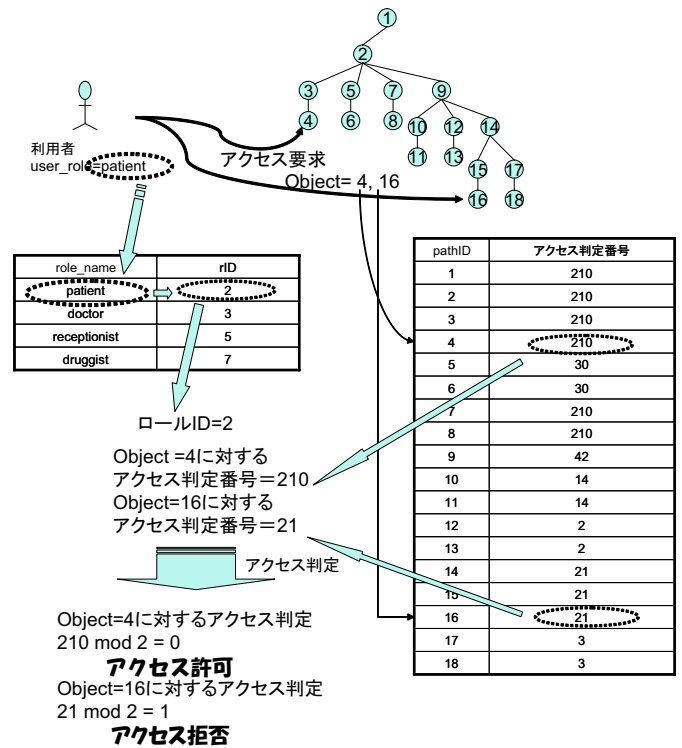 1
2
3 5 7 9
4 6 8 10 12 14
11 13 15 17
16 18
利用者
user_role=patient
アクセス要求
Object= 4, 16
role_name rID
patient 2
doctor 3
receptionist 5
druggist 7
pathID アクセス判定番号
1 210
2 210
3 210
4 210
5 30
6 30
7 210
8 210
9 42
10 14
11 14
12 2
13 2
14 21
15 21
16 21
17 3
18 3
ロールID=2
Object =4に対する
アクセス判定番号=210
Object=16に対する
アクセス判定番号=21
アクセス判定
Object=4に対するアクセス判定
210 mod 2 = 0
アクセス許可
Object=16に対するアクセス判定
21 mod 2 = 1
アクセス拒否